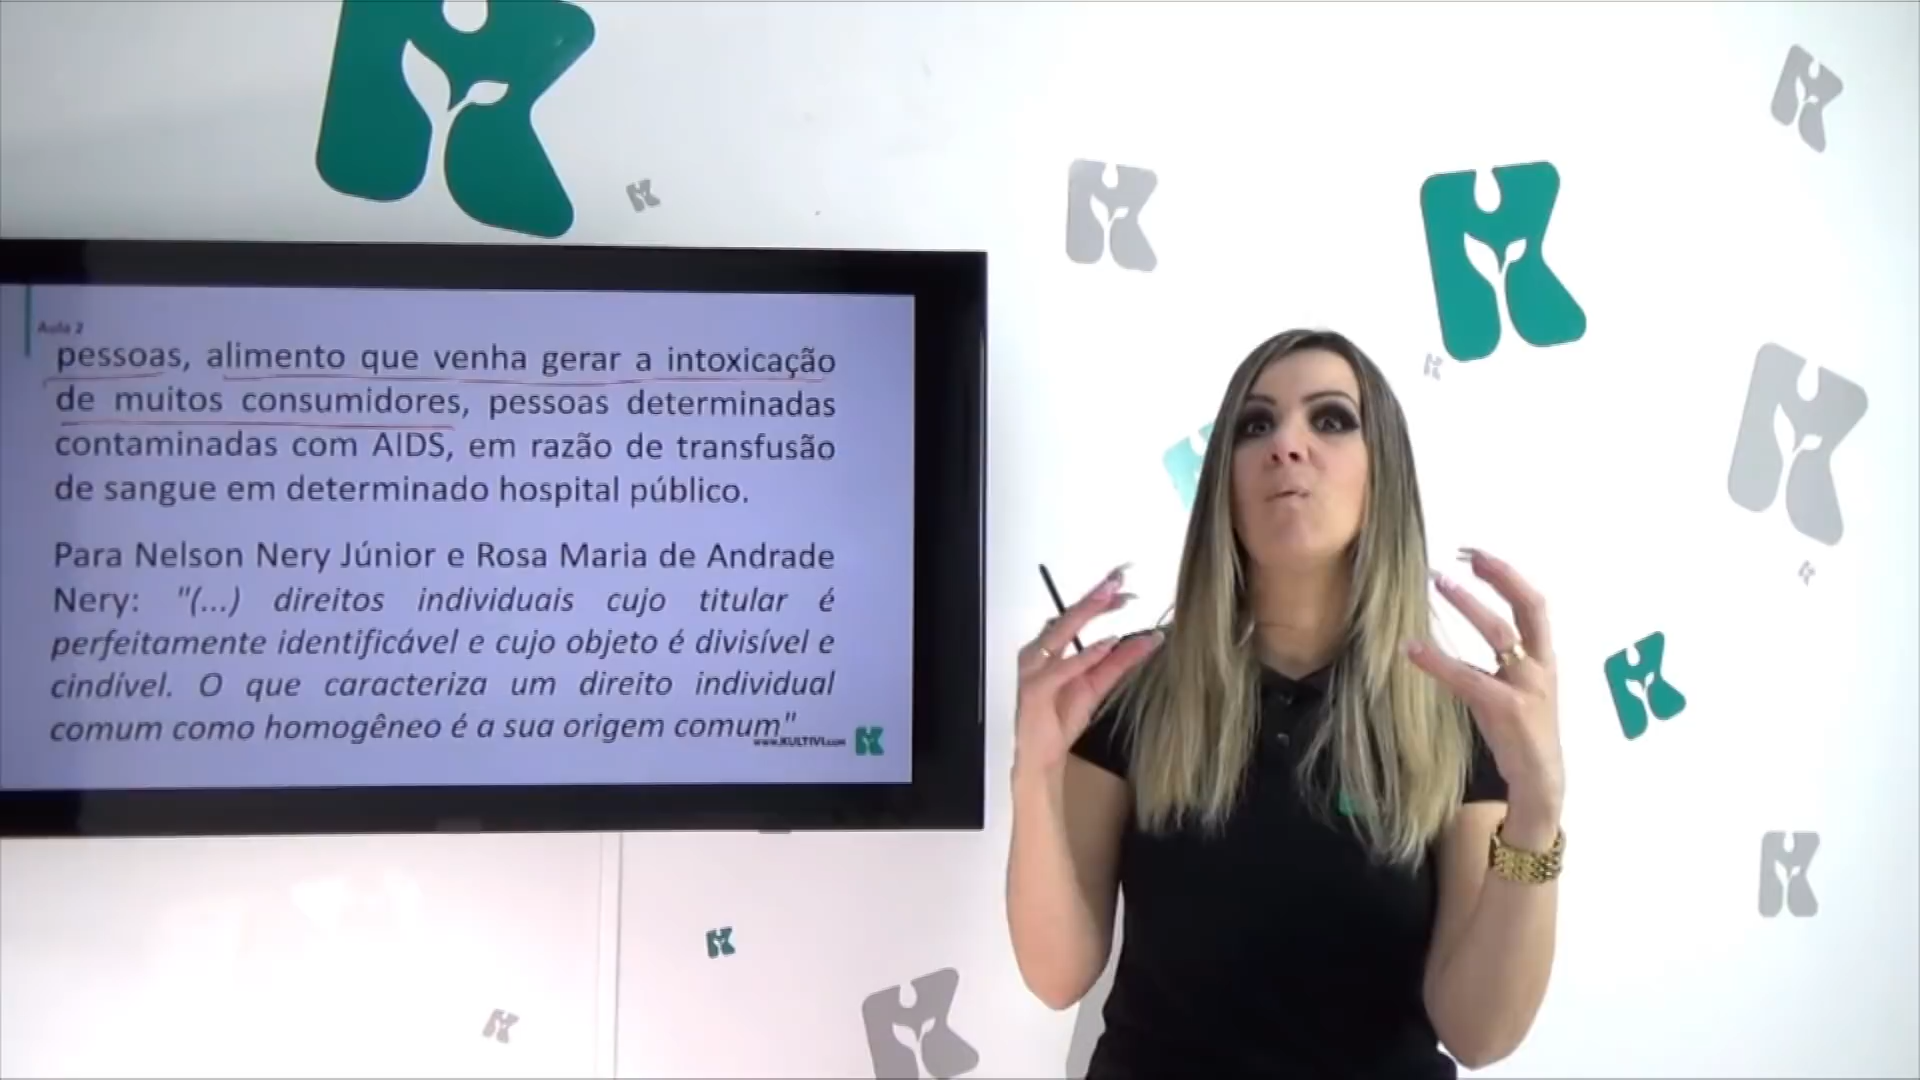 Aula 2
pessoas, alimento que venha gerar a intoxicação
de muitos consumidores, pessoas determinadas
contaminadas com AIDS, em razão de transfusão
de sangue em determinado hospital público.
Para Nelson Nery Júnior e Rosa Maria de Andrade
Nery: "(...) direitos individuais cujo titular é
perfeitamente identificável e cujo objeto é divisível e
cindível. O que caracteriza um direito individual
comum como homogêneo é a sua origem comum"
www.KULTIVI.com